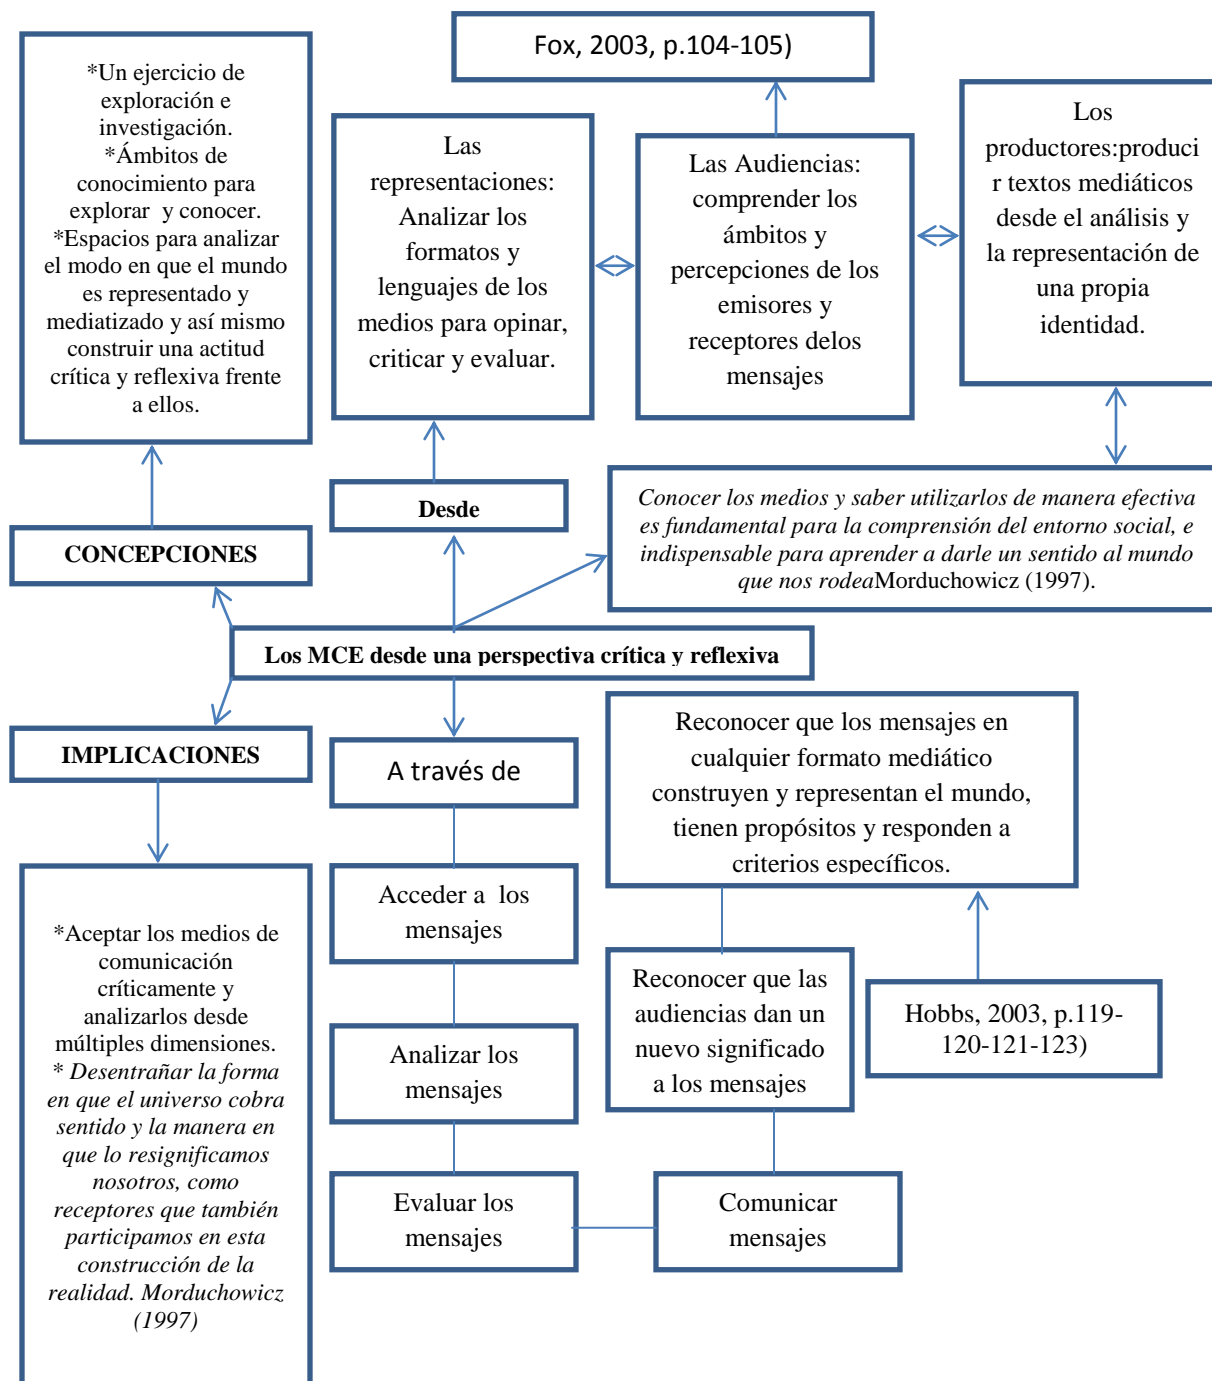 Fox, 2003, p.104-105)
*Un ejercicio de
exploración e
investigación.
*Ámbitos de
conocimiento para
explorar y conocer.
*Espacios para analizar
el modo en que el mundo
es representado y
mediatizado y así mismo
construir una actitud
crítica y reflexiva frente
a ellos.
Las
representaciones:
Analizar los
formatos y
lenguajes de los
medios para opinar,
criticar y evaluar.
Las Audiencias:
comprender los
ámbitos y
percepciones de los
emisores y
receptores delos
mensajes
Los
productores:produci
r textos mediáticos
desde el análisis y
la representación de
una propia
identidad.
Desde
CONCEPCIONES
Conocer los medios y saber utilizarlos de manera efectiva
es fundamental para la comprensión del entorno social, e
indispensable para aprender a darle un sentido al mundo
que nos rodeaMorduchowicz (1997).
Los MCE desde una perspectiva crítica y reflexiva
IMPLICACIONES
A través de
Reconocer que los mensajes en
cualquier formato mediático
construyen y representan el mundo,
tienen propósitos y responden a
criterios específicos.
*Aceptar los medios de
comunicación
críticamente y
analizarlos desde
múltiples dimensiones.
* Desentrañar la forma
en que el universo cobra
sentido y la manera en
que lo resignificamos
nosotros, como
receptores que también
participamos en esta
construcción de la
realidad. Morduchowicz
(1997)
Acceder a los
mensajes
Analizar los
mensajes
Evaluar los
mensajes
Comunicar
mensajes
Reconocer que las
audiencias dan un
nuevo significado
a los mensajes
Hobbs, 2003, p.119-
120-121-123)